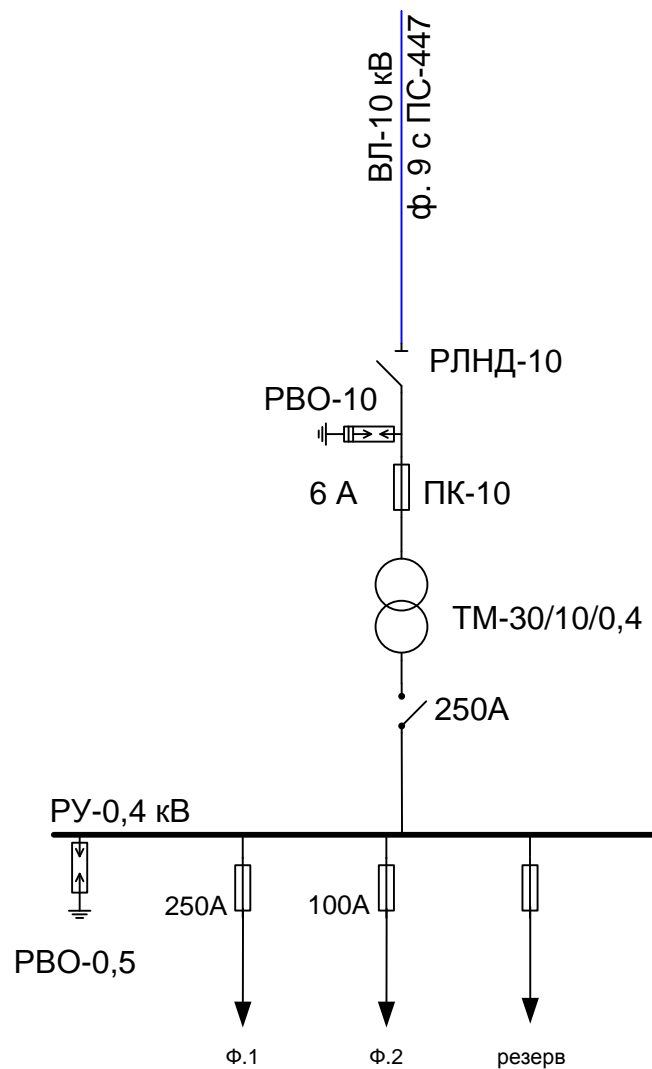 ВЛ-10 кВ
ф. 9 с ПС-447
РЛНД-10
РВО-10
6 А
ПК-10
ТМ-30/10/0,4
250А
РУ-0,4 кВ
250А
100А
РВО-0,5
Ф.1
Ф.2
резерв